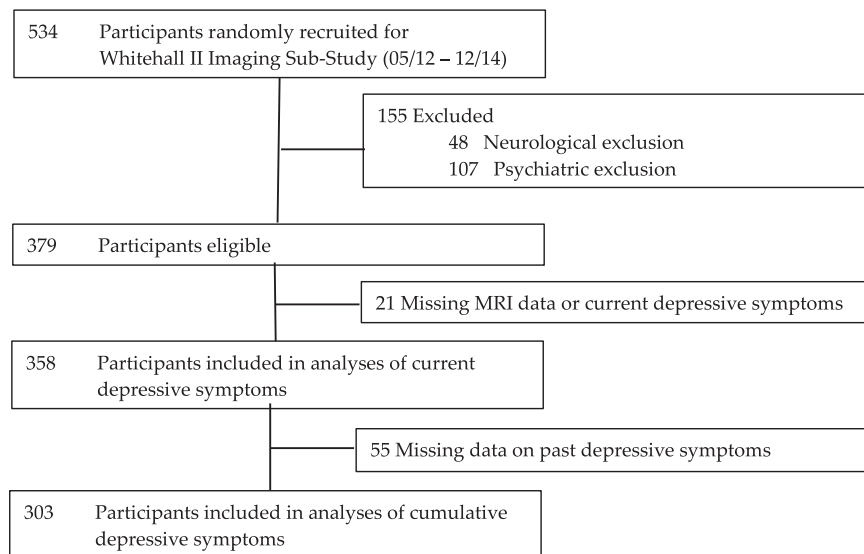 534 Participants randomly recruited for
Whitehall II Imaging Sub-Study (05/12 – 12/14)
155 Excluded
48 Neurological exclusion
107 Psychiatric exclusion
379 Participants eligible
21 Missing MRI data or current depressive symptoms
358 Participants included in analyses of current
depressive symptoms
55 Missing data on past depressive symptoms
303 Participants included in analyses of cumulative
depressive symptoms